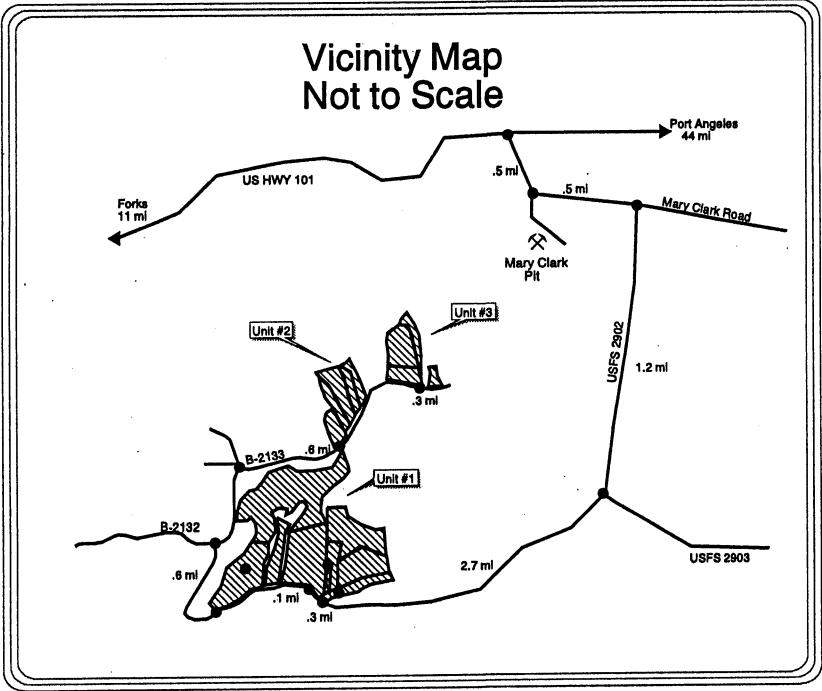 Vicinity Map
Not to Scale
Port Angeles
44 mi
US HWY 101
.5 mi
.5 mi
Forks
11 mi
Mary Clark Road
Mary Clark
Pit
Unit #3
Unit #2
USFS 2902
1.2 mi
.3 mi
.6 mi
B-2133
Unit #1
B-2132
USFS 2903
2.7 mi
.6 mi
.1 mi
.3 mi